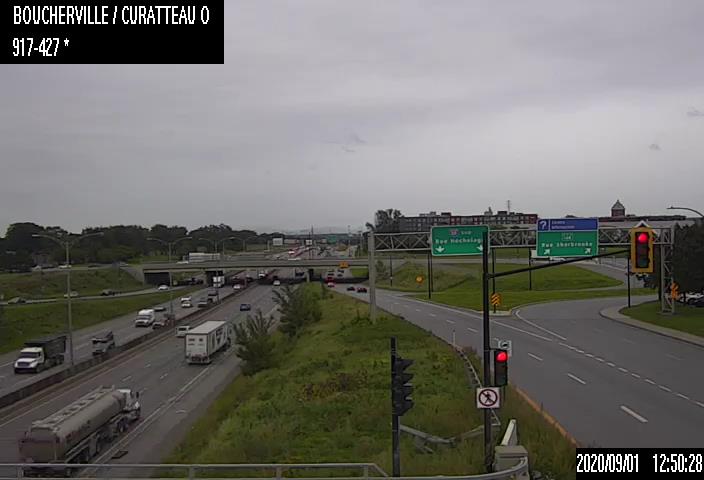 BOUCHERVILLE / CURATTEAU O
917-427 *
Rue Hochelaga
?
Rue Sherbrooke
2020/09/01 12:50:28